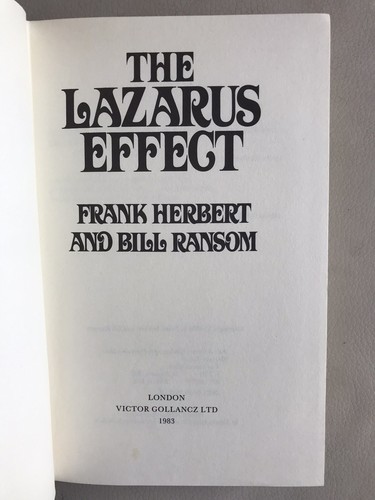 THE
LAZARUS
EFFECT
FRANK HERBERT
AND BILL RANSOM
LONDON
VICTOR GOLLANCZ LTD
1983